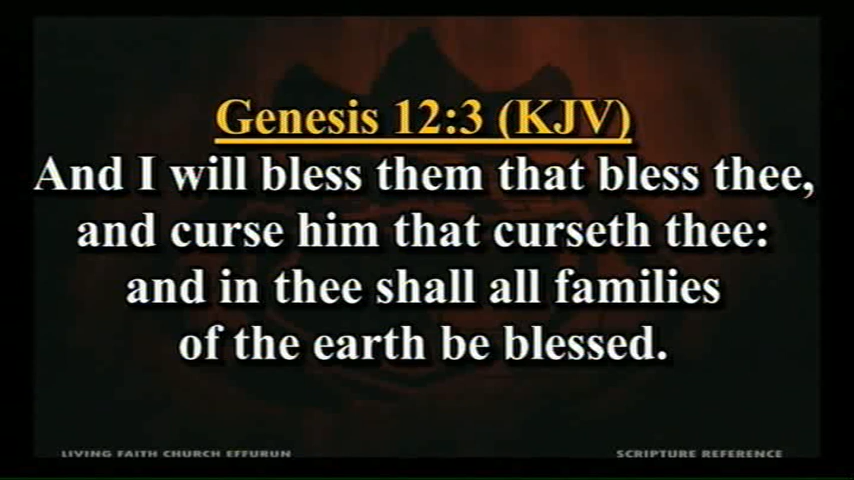 Genesis 12:3 (KJV)
And I will bless them that bless thee,
and curse him that curseth thee:
and in thee shall all families
of the earth be blessed.
LIVING FAITH CHURCH EFFURUN
SCRIPTURE REFERENCE